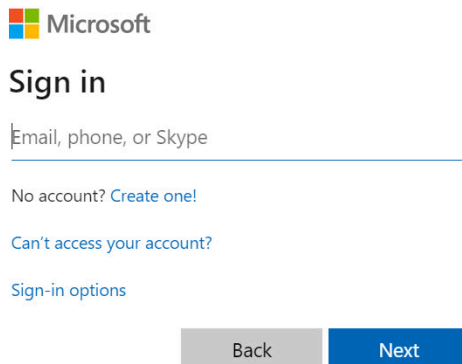 Microsoft
Sign in
Email, phone, or Skype
No account? Create one!
Can't access your account?
Sign-in options
Back Next